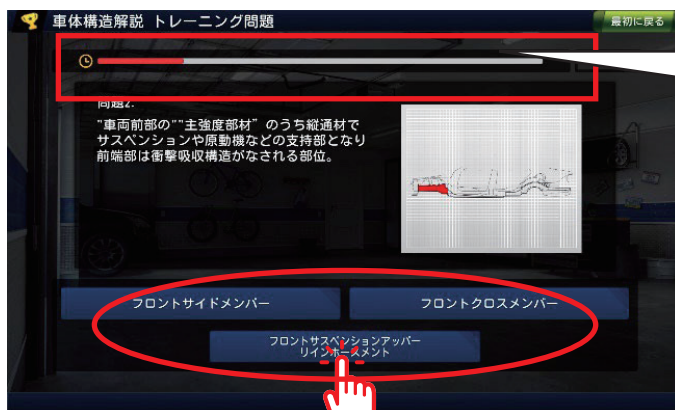 車体構造解説 トレーニング問題
最初に戻る
問題2.
"車両前部の""主強度部材" のうち縦通材で
サスペンションや原動機などの支持部となり
前端部は衝撃吸収構造がなされる部位。
フロントサイドメンバー
フロントクロスメンバー
フロントサスペンションアッパー
リインホースメント